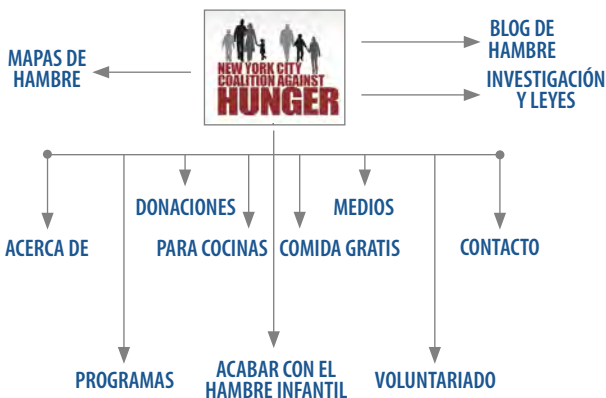 MAPAS DE
HAMBRE
NEW YORK CITY
COALITION AGAINST
HUNGER
BLOG DE
HAMBRE
INVESTIGACIÓN
Y LEYES
DONACIONES
MEDIOS
ACERCA DE
PARA COCINAS
COMIDA GRATIS
CONTACTO
PROGRAMAS
ACABAR CON EL
HAMBRE INFANTIL
VOLUNTARIADO